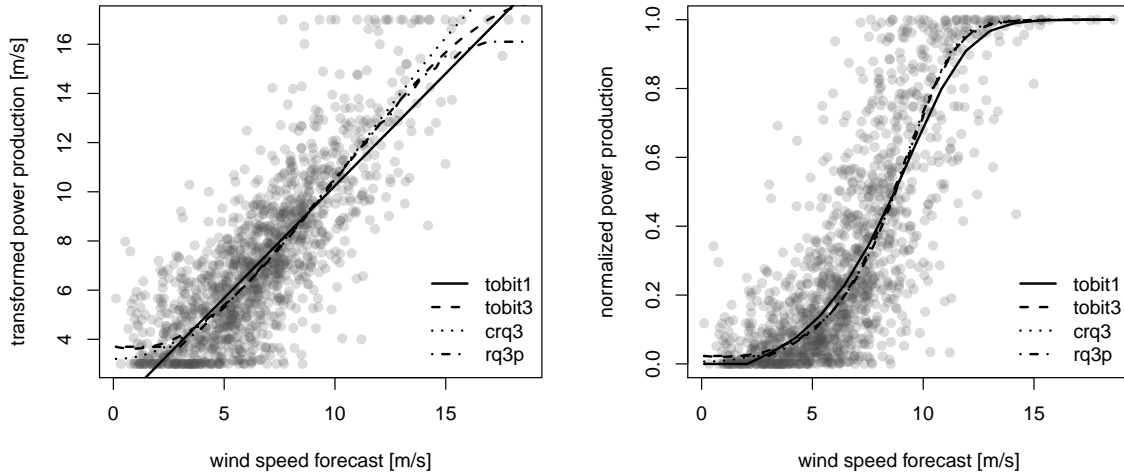 transformed power production [m/s]
16
14
12
10
8
6
4
0 5 10 15
wind speed forecast [m/s]
tobit1
tobit3
crq3
rq3p
normalized power production
1.0
0.8
0.6
0.4
0.2
0.0
0 5 10 15
wind speed forecast [m/s]
tobit1
tobit3
crq3
rq3p